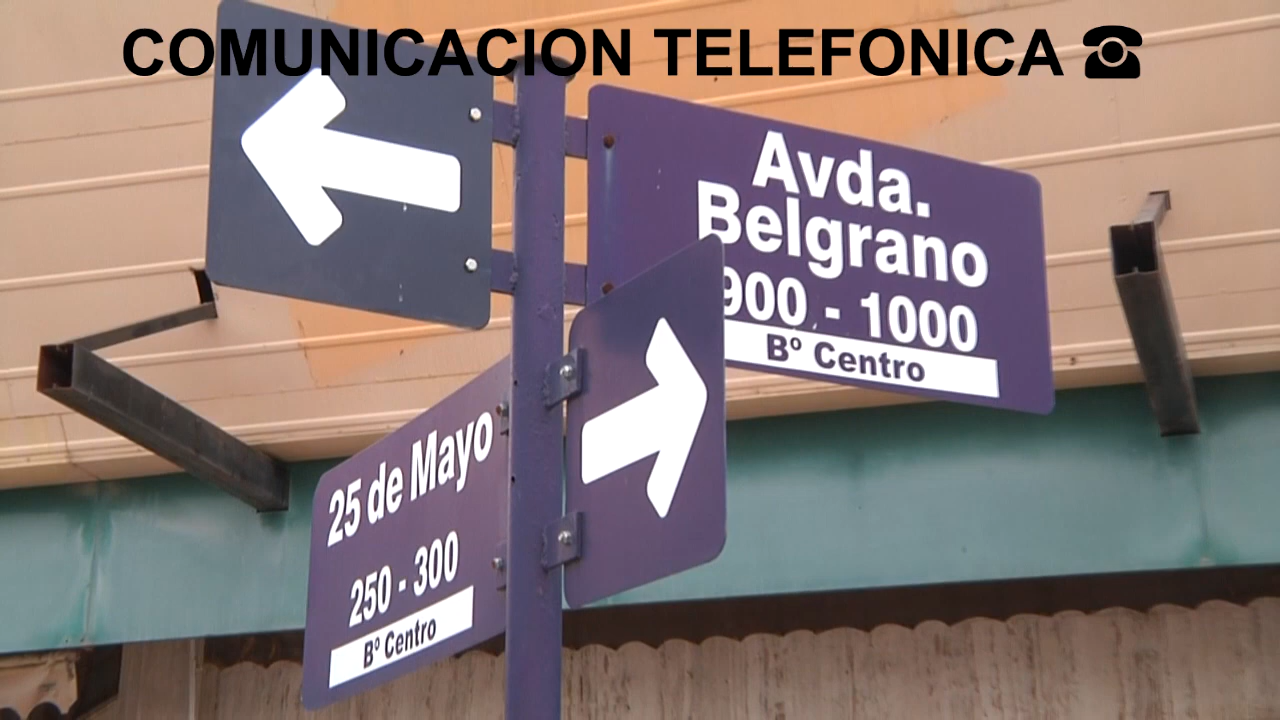 COMUNICACION TELEFONICA ☎
Avda.
Belgrano
900 - 1000
Bº Centro
25 de Mayo
250 - 300
Bº Centro